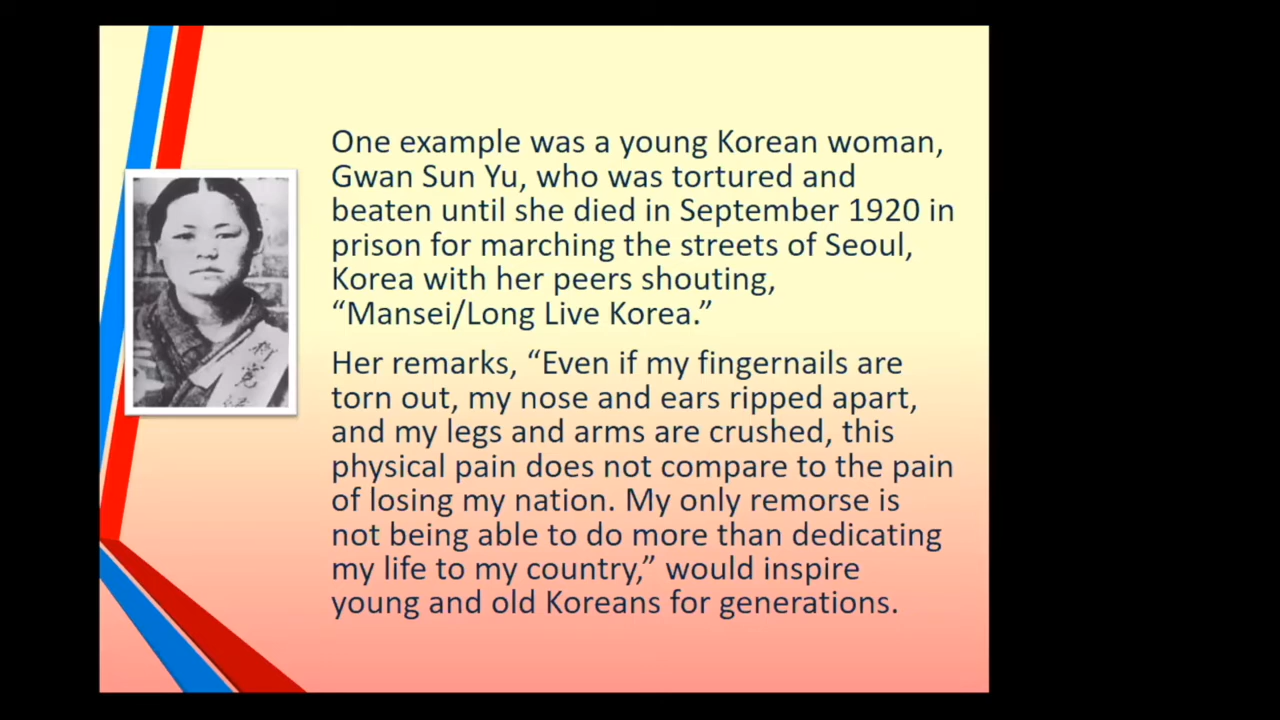 One example was a young Korean woman,
Gwan Sun Yu, who was tortured and
beaten until she died in September 1920 in
prison for marching the streets of Seoul,
Korea with her peers shouting,
“Mansei/Long Live Korea.”
Her remarks, “Even if my fingernails are
torn out, my nose and ears ripped apart,
and my legs and arms are crushed, this
physical pain does not compare to the pain
of losing my nation. My only remorse is
not being able to do more than dedicating
my life to my country,” would inspire
young and old Koreans for generations.